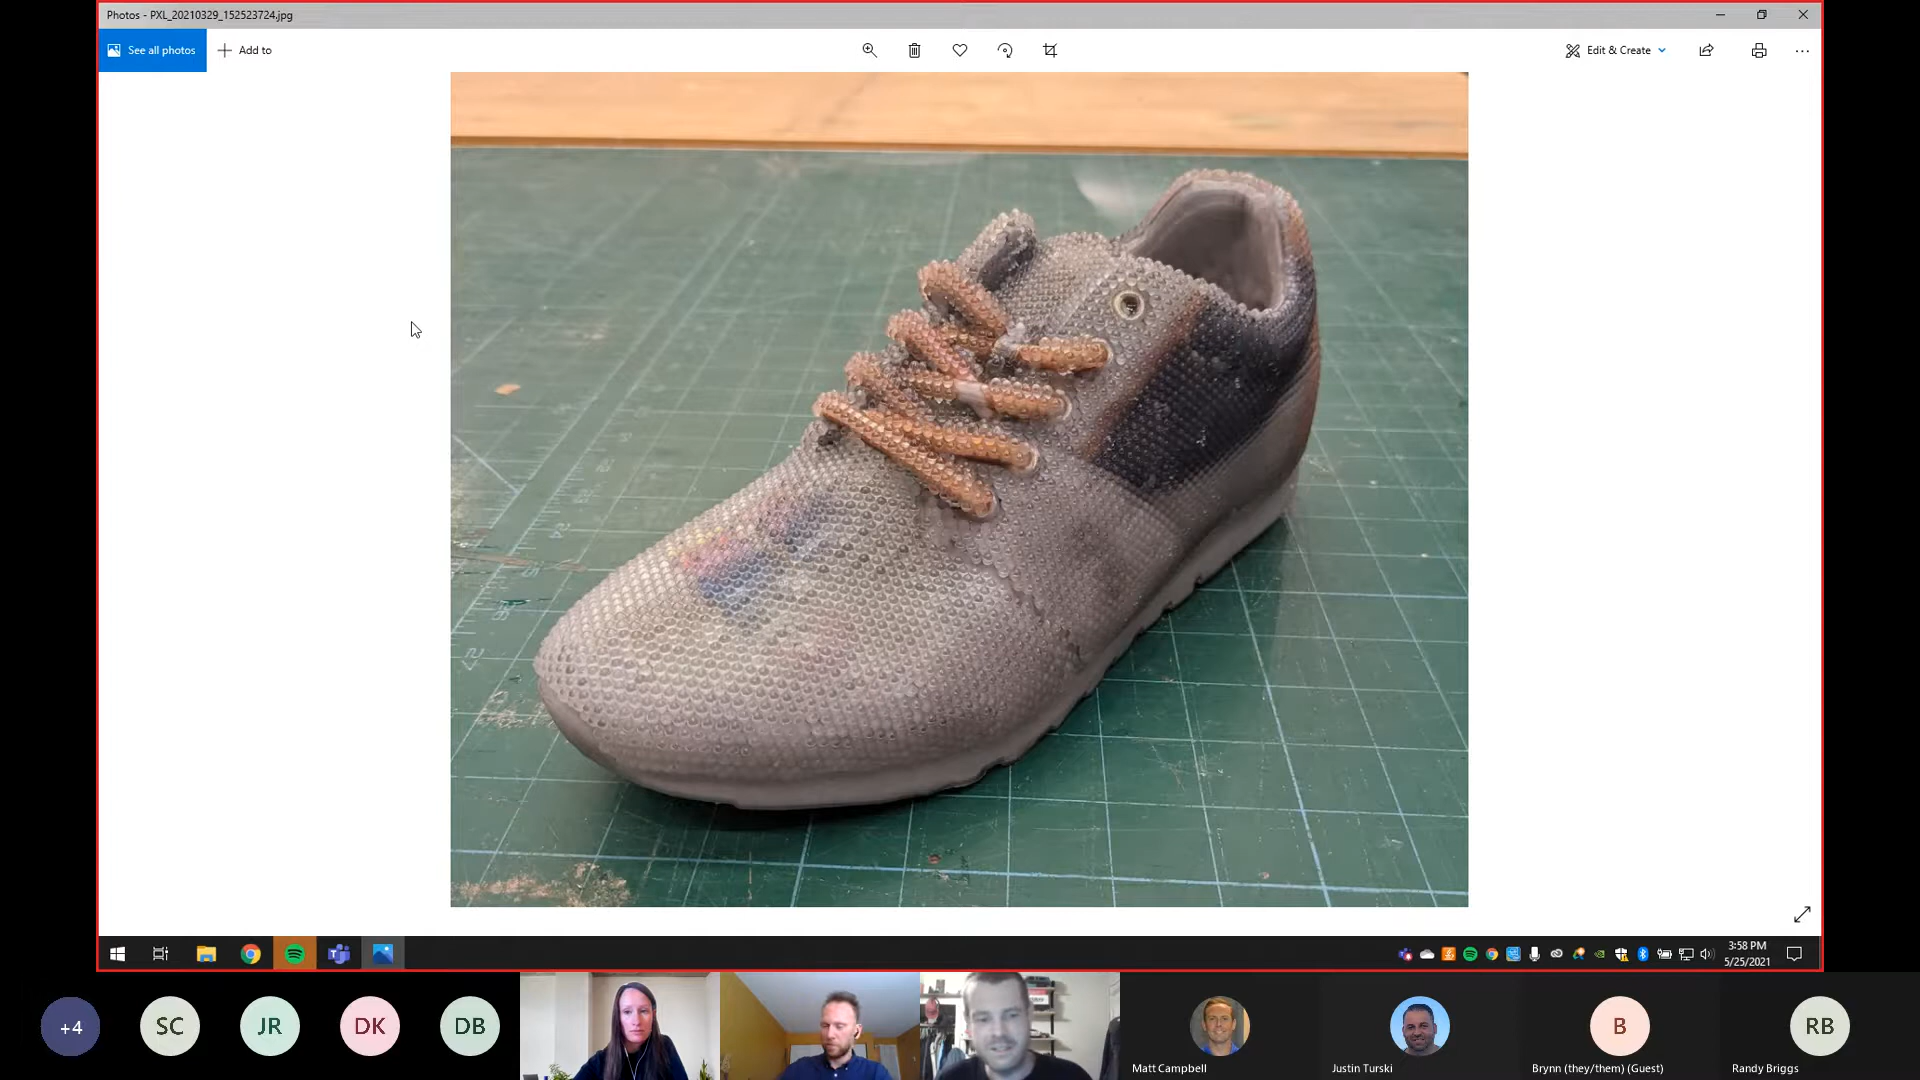 Photos - PXL_20210329_152523724.jpg
See all photos
Add to
Edit & Create
3:58 PM
5/25/2021
+4
SC
JR
DK
DB
B
RB
Matt Campbell
Justin Turski
Brynn (they/them) (Guest)
Randy Briggs